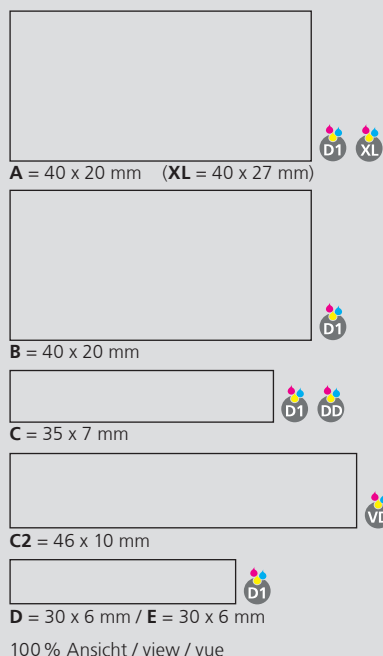 D1 XL
A = 40 x 20 mm (XL = 40 x 27 mm)
D1
B = 40 x 20 mm
D1 DD
C = 35 x 7 mm
VD
C2 = 46 x 10 mm
D1
D = 30 x 6 mm / E = 30 x 6 mm
100 % Ansicht / view / vue